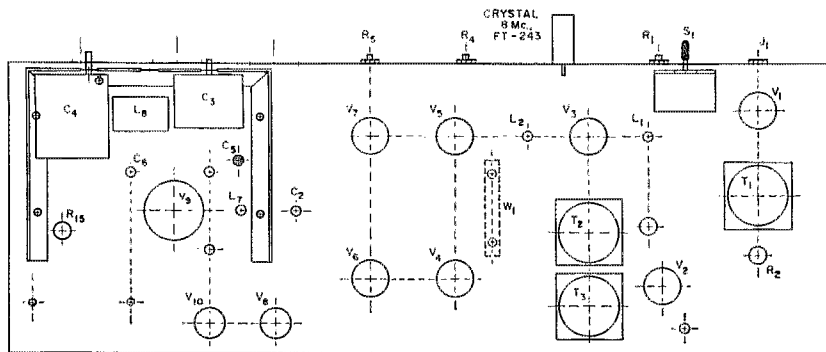 CRYSTAL
8 Mc.,
FT-243
R5
R4
R1
S1
J1
C4
L8
C3
V7
V5
L2
V3
L1
V1
C6
C5
V9
L7
C2
R15
W1
T2
T1
V6
V4
T3
V2
R2
V10
V8